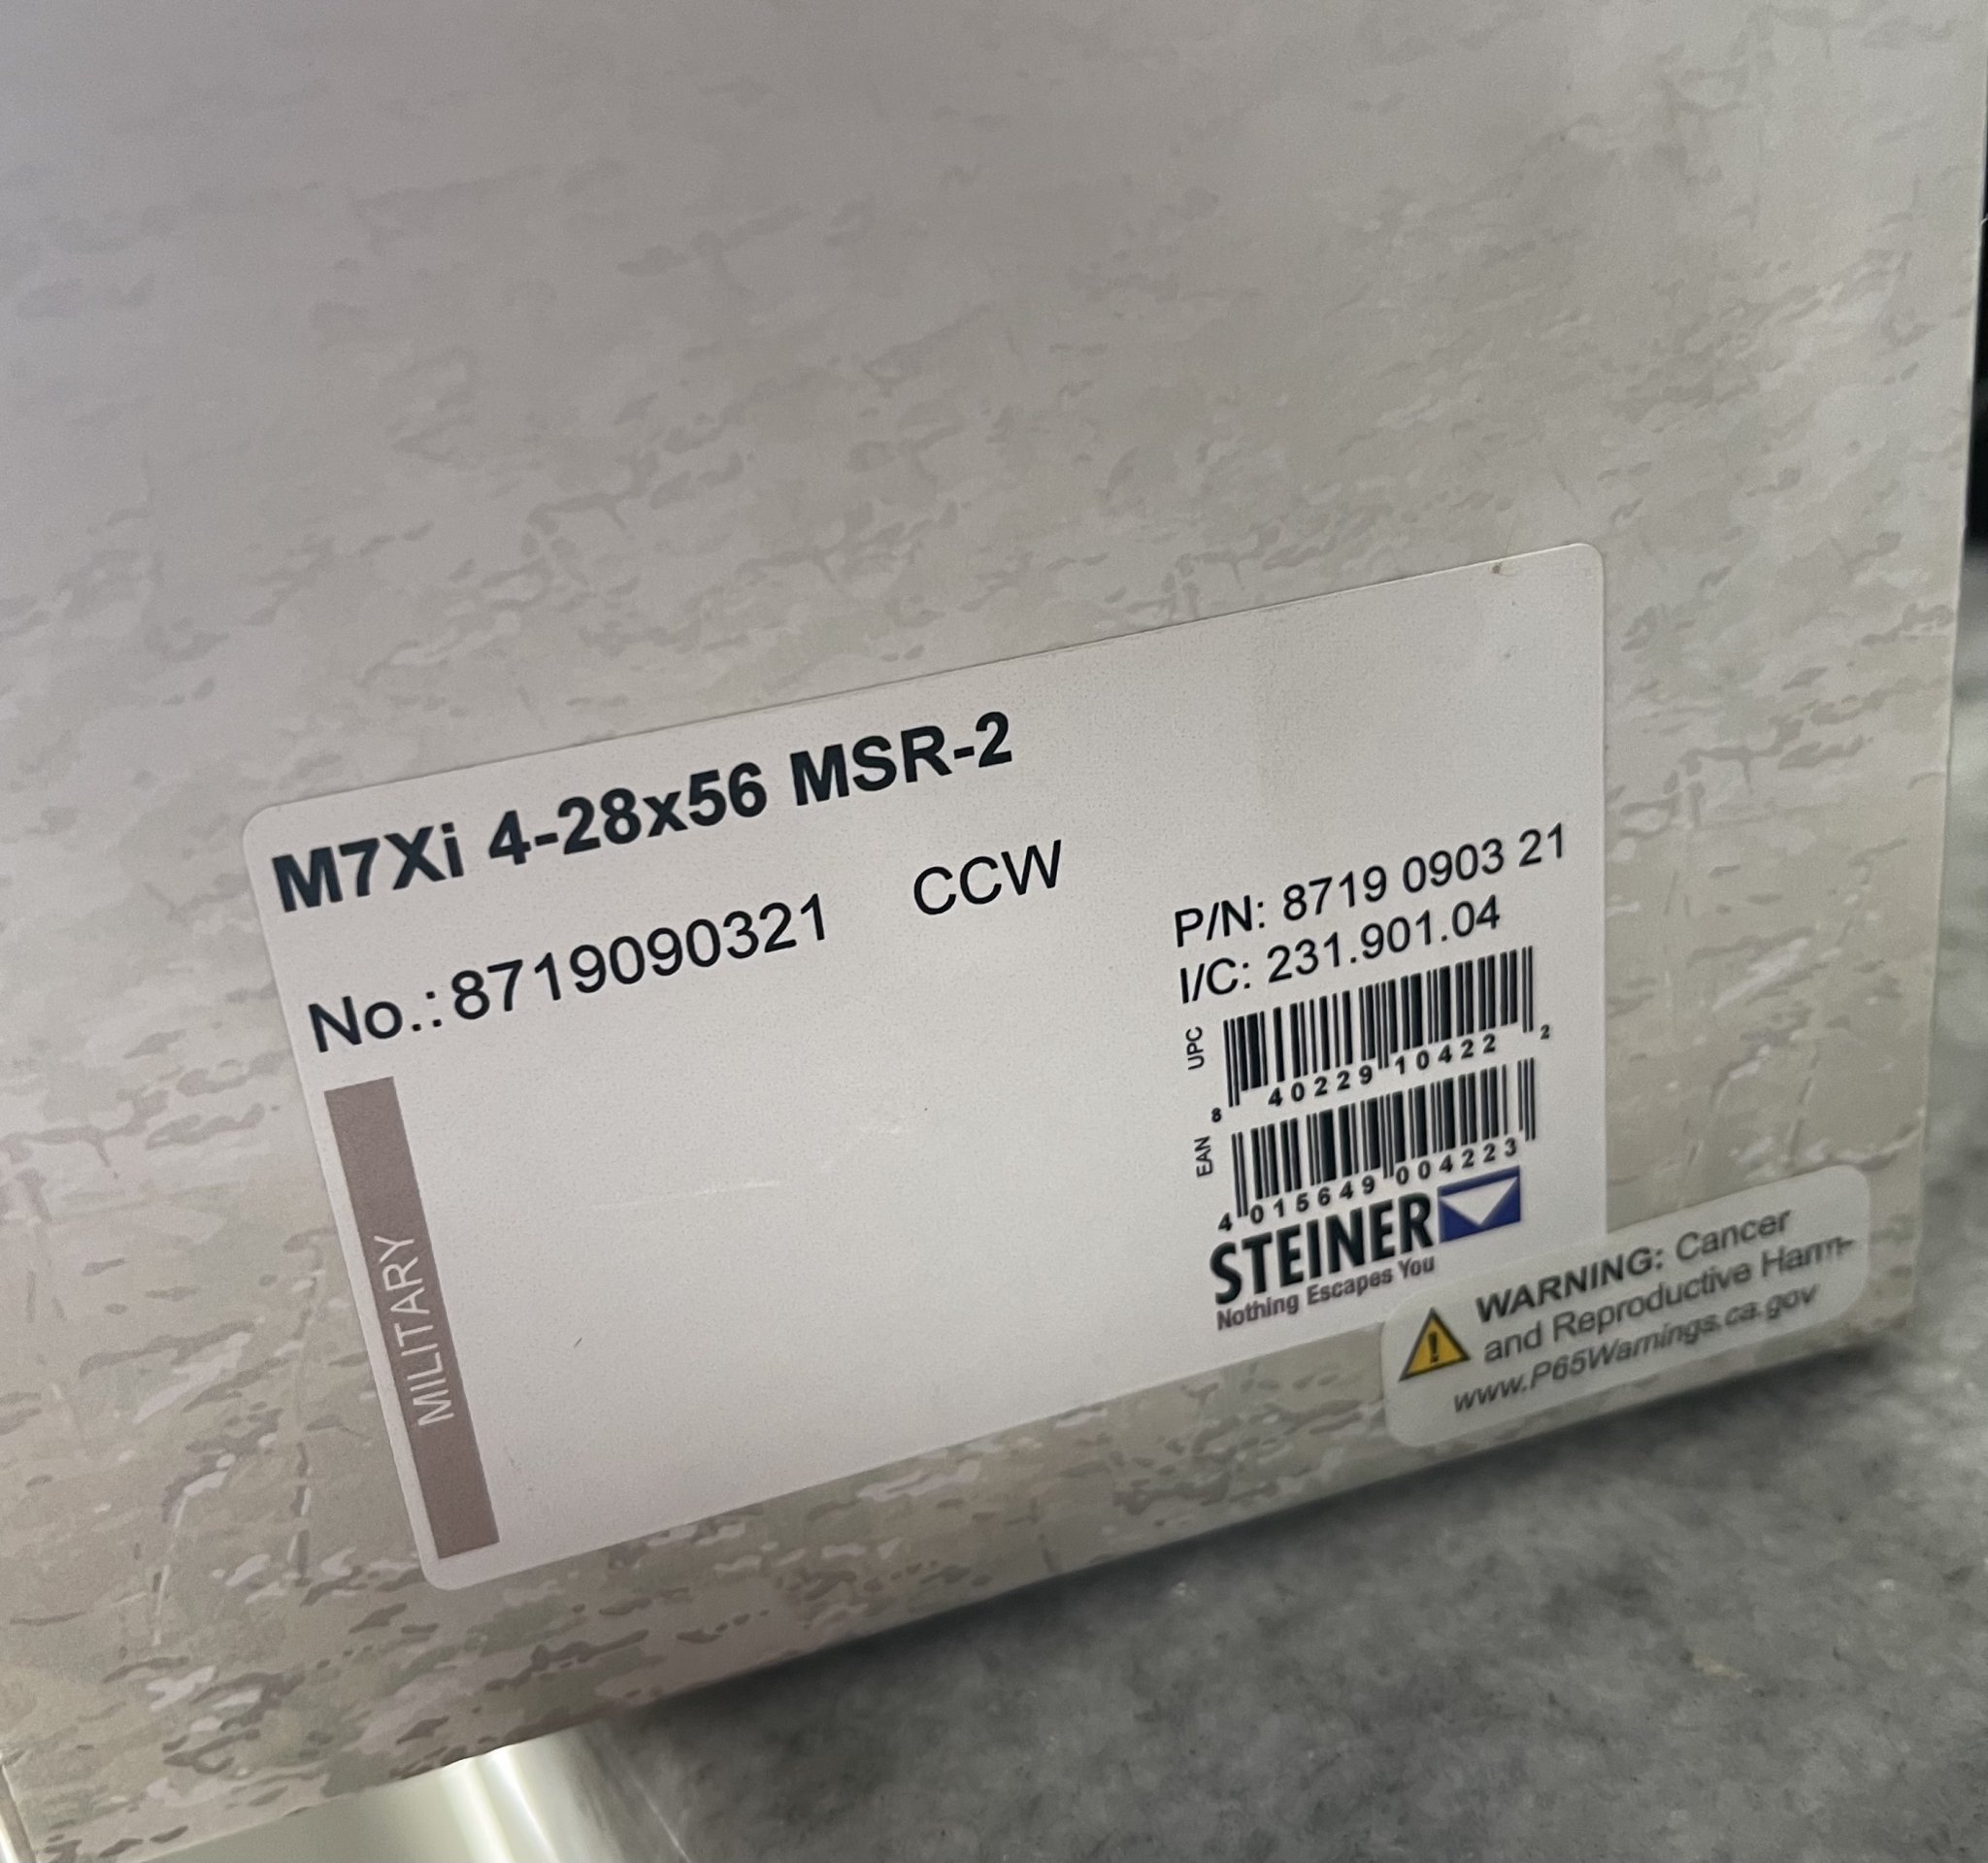 M7Xi 4-28x56 MSR-2
No.: 8719090321 CCW
P/N: 8719 0903 21
I/C: 231.901.04
UPC
8 40229 10422 2
EAN
4 015649 004223
STEINER
Nothing Escapes You
MILITARY
WARNING: Cancer
and Reproductive Harm-
www.P65Warnings.ca.gov